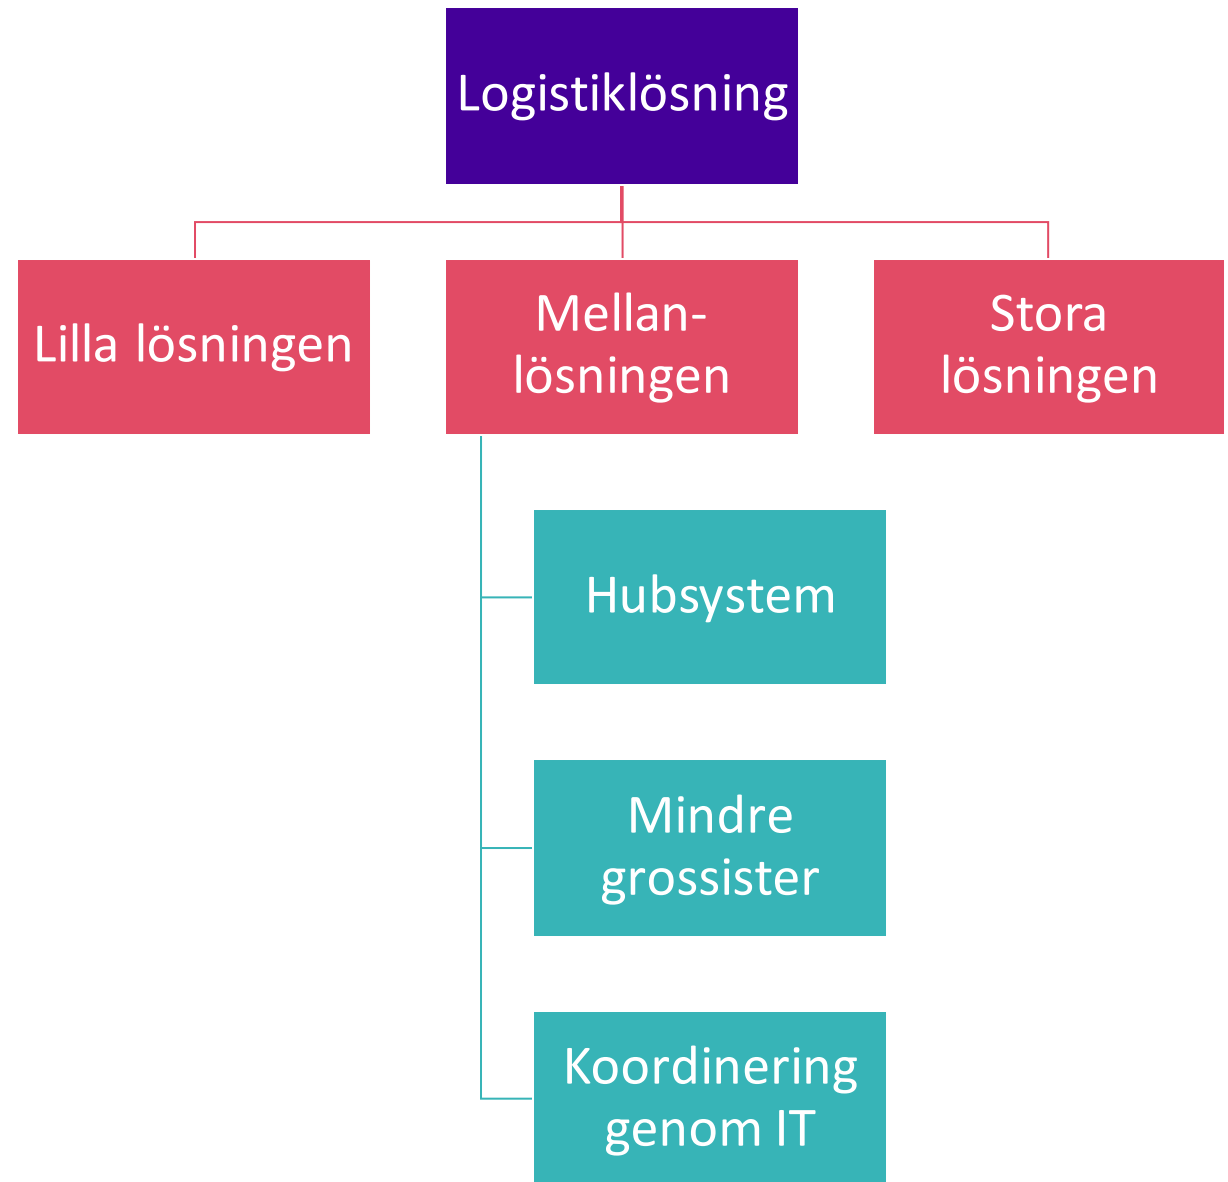 Logistiklösning
Lilla lösningen
Mellan-
lösningen
Stora
lösningen
Hubsystem
Mindre
grossister
Koordinering
genom IT